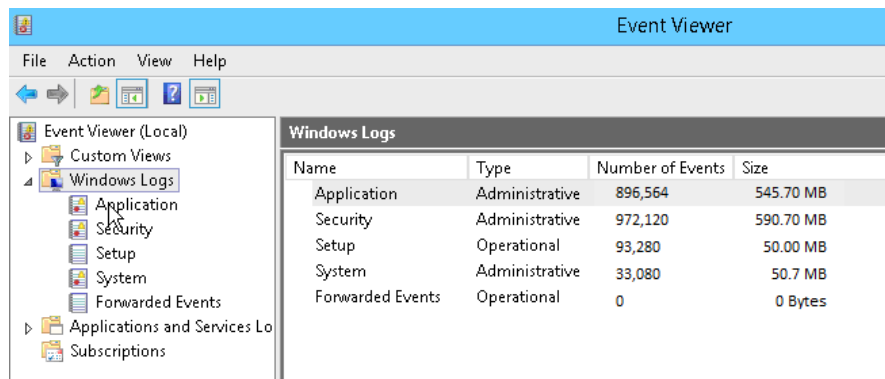 Event Viewer
File Action View Help
Event Viewer (Local)
Custom Views
Windows Logs
Application
Security
Setup
System
Forwarded Events
Applications and Services Lo
Subscriptions
Windows Logs
Name Type Number of Events Size
Application Administrative 896,564 545.70 MB
Security Administrative 972,120 590.70 MB
Setup Operational 93,280 50.00 MB
System Administrative 33,080 50.7 MB
Forwarded Events Operational 0 0 Bytes